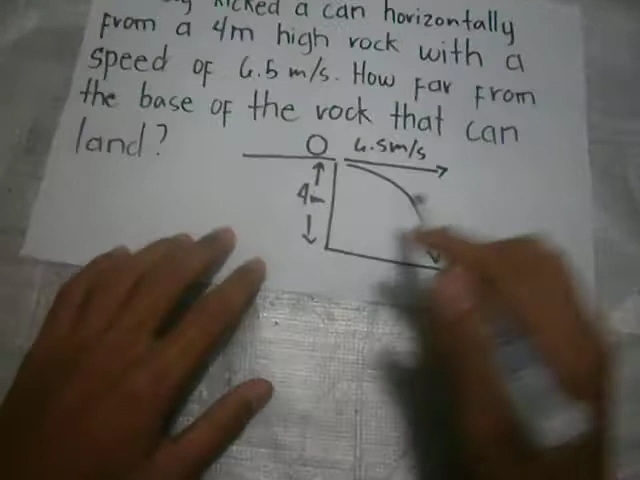 kicked a can horizontally
from a 4m high rock with a
speed of 6.5 m/s. How far from
the base of the rock that can
land?
6.5m/s
4m